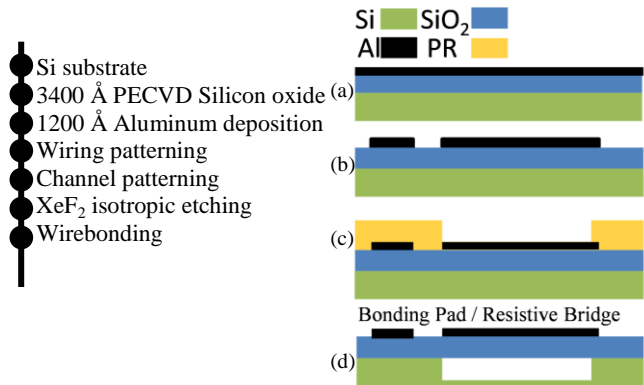 Si SiO₂
Al PR
Si substrate
3400 Å PECVD Silicon oxide
1200 Å Aluminum deposition
Wiring patterning
Channel patterning
XeF₂ isotropic etching
Wirebonding
(a)
(b)
(c)
Bonding Pad / Resistive Bridge
(d)